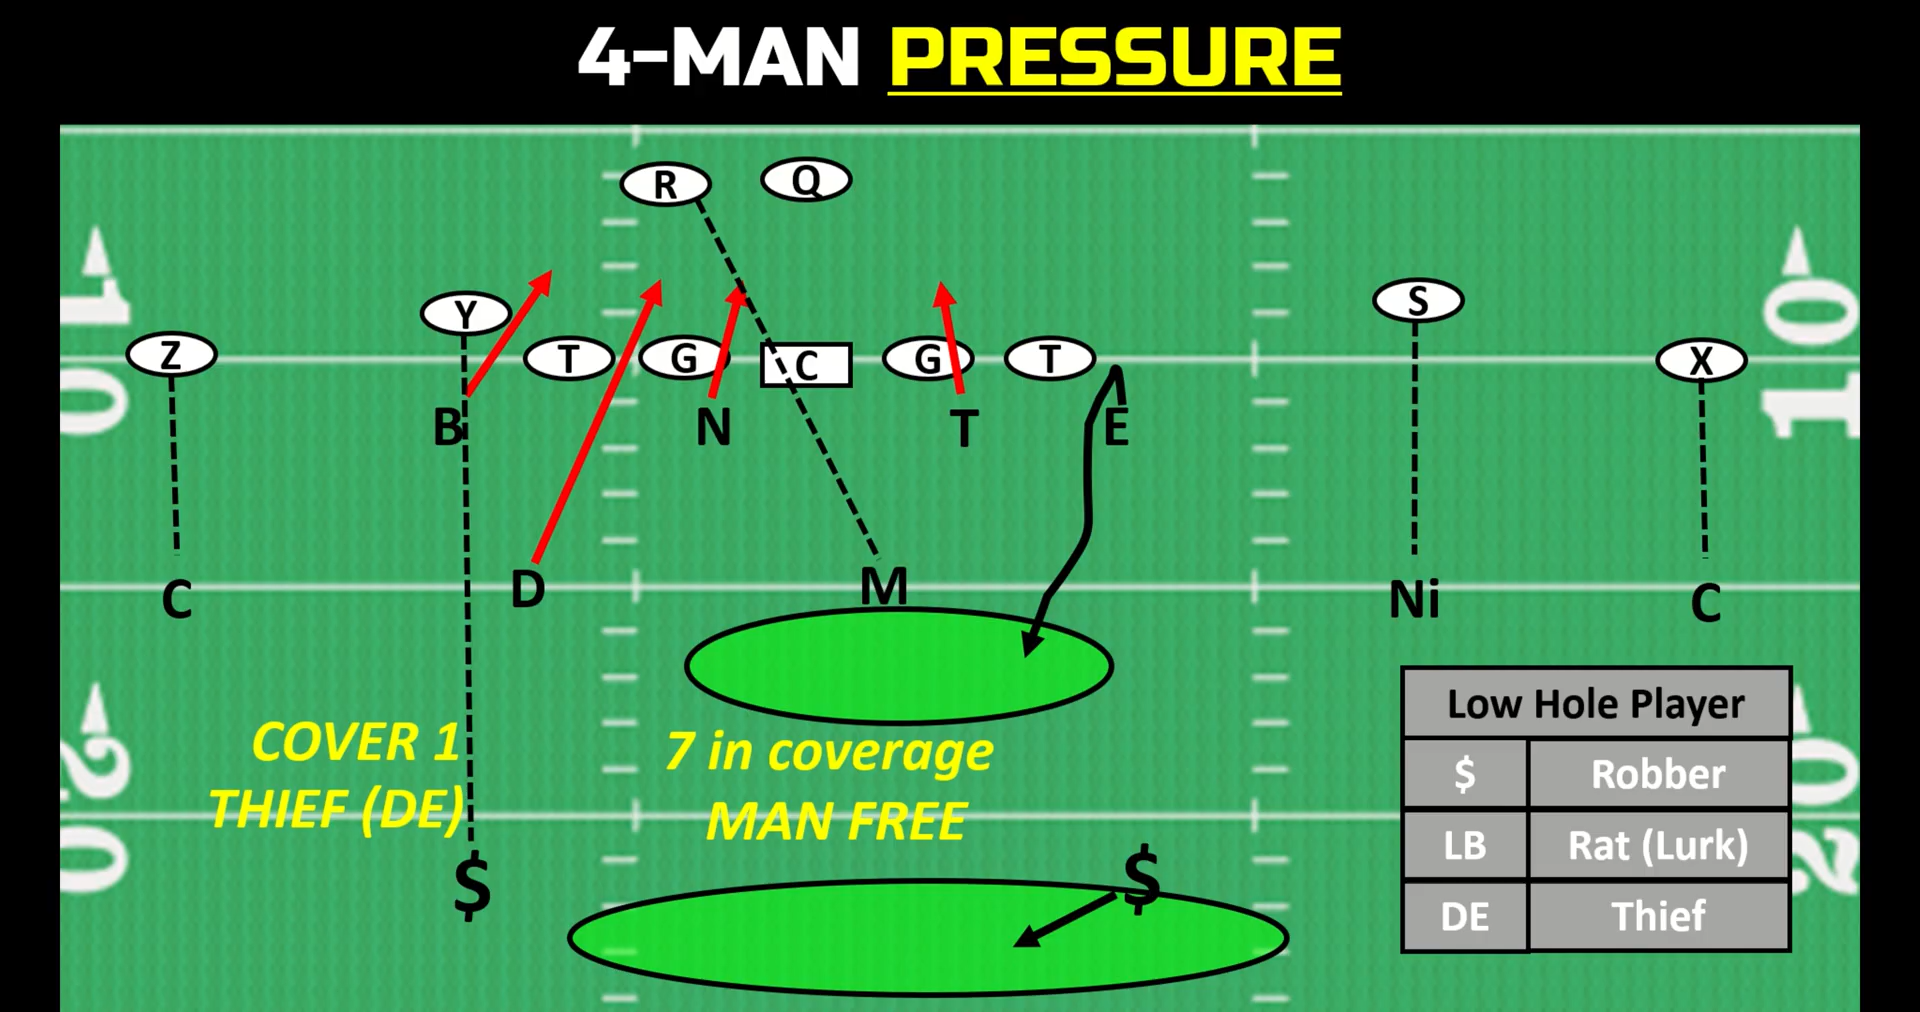 4-MAN PRESSURE
R Q
Y S
Z T G C G T X
B N T E
C D M Ni C
10 10
20 20
COVER 1
THIEF (DE)
7 in coverage
MAN FREE
$ $
Low Hole Player
$ Robber
LB Rat (Lurk)
DE Thief